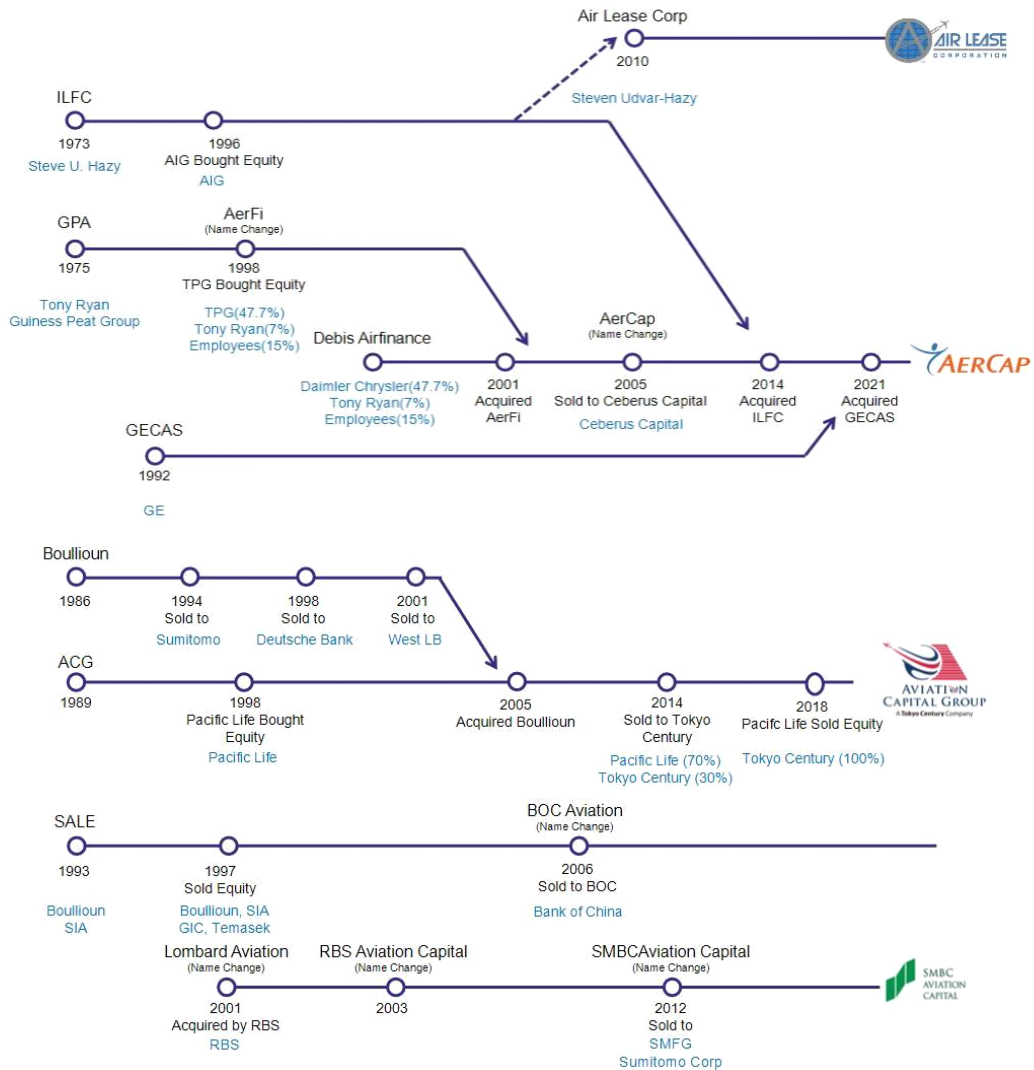 Air Lease Corp
2010
Steven Udvar-Hazy
AIR LEASE
CORPORATION
ILFC
1973
Steve U. Hazy
1996
AIG Bought Equity
AIG
GPA
1975
Tony Ryan
Guiness Peat Group
AerFi
(Name Change)
1998
TPG Bought Equity
TPG(47.7%)
Tony Ryan(7%)
Employees(15%)
Debis Airfinance
Daimler Chrysler(47.7%)
Tony Ryan(7%)
Employees(15%)
2001
Acquired
AerFi
AerCap
(Name Change)
2005
Sold to Ceberus Capital
Ceberus Capital
2014
Acquired
ILFC
2021
Acquired
GECAS
AERCAP
GECAS
1992
GE
Boullioun
1986
1994
Sold to
Sumitomo
1998
Sold to
Deutsche Bank
2001
Sold to
West LB
ACG
1989
1998
Pacific Life Bought
Equity
Pacific Life
2005
Acquired Boullioun
2014
Sold to Tokyo
Century
Pacific Life (70%)
Tokyo Century (30%)
2018
Pacifc Life Sold Equity
Tokyo Century (100%)
AVIATION
CAPITAL GROUP
A Tokyo Century Company
SALE
1993
Boullioun
SIA
1997
Sold Equity
Boullioun, SIA
GIC, Temasek
BOC Aviation
(Name Change)
2006
Sold to BOC
Bank of China
Lombard Aviation
(Name Change)
2001
Acquired by RBS
RBS
RBS Aviation Capital
(Name Change)
2003
SMBCAviation Capital
(Name Change)
2012
Sold to
SMFG
Sumitomo Corp
SMBC
AVIATION
CAPITAL